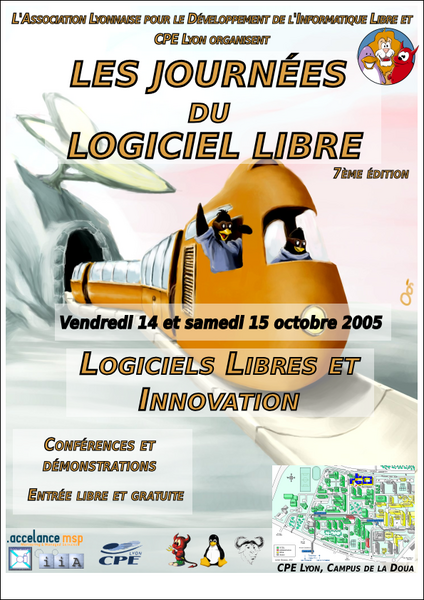 L'Association Lyonnaise pour le Développement de l'Informatique Libre et
CPE Lyon organisent
Les Journées
du
Logiciel Libre
7ème édition
Vendredi 14 et samedi 15 octobre 2005
Logiciels Libres et
Innovation
Conférences et
démonstrations
Entrée libre et gratuite
.accelance msp
iiA
LYON
CPE
CPE Lyon, Campus de la Doua